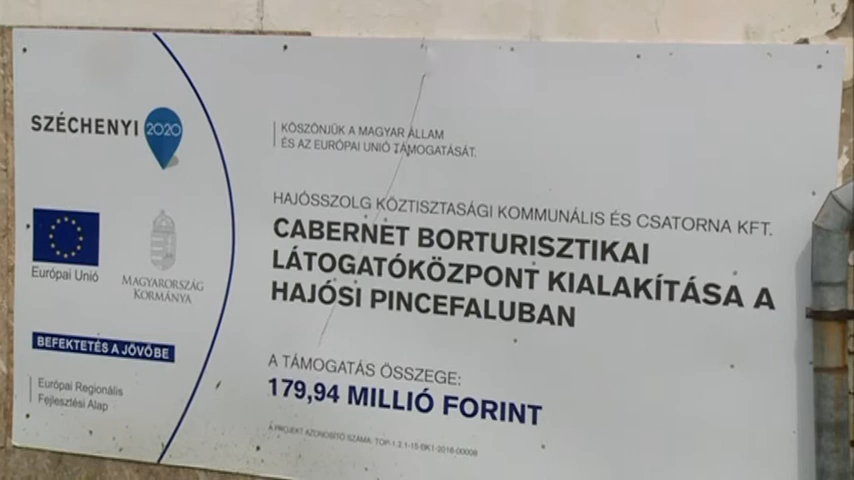 SZÉCHENYI 2020
Európai Unió
MAGYARORSZÁG
KORMÁNYA
BEFEKTETÉS A JÖVŐBE
Európai Regionális
Fejlesztési Alap
KÖSZÖNJÜK A MAGYAR ÁLLAM
ÉS AZ EURÓPAI UNIÓ TÁMOGATÁSÁT.
HAJÓSSZOLG KÖZTISZTASÁGI KOMMUNÁLIS ÉS CSATORNA KFT.
CABERNET BORTURISZTIKAI
LÁTOGATÓKÖZPONT KIALAKÍTÁSA A
HAJÓSI PINCEFALUBAN
A TÁMOGATÁS ÖSSZEGE:
179,94 MILLIÓ FORINT
A PROJEKT AZONOSÍTÓ SZÁMA: TOP-1.2.1-15-BK1-2016-00008